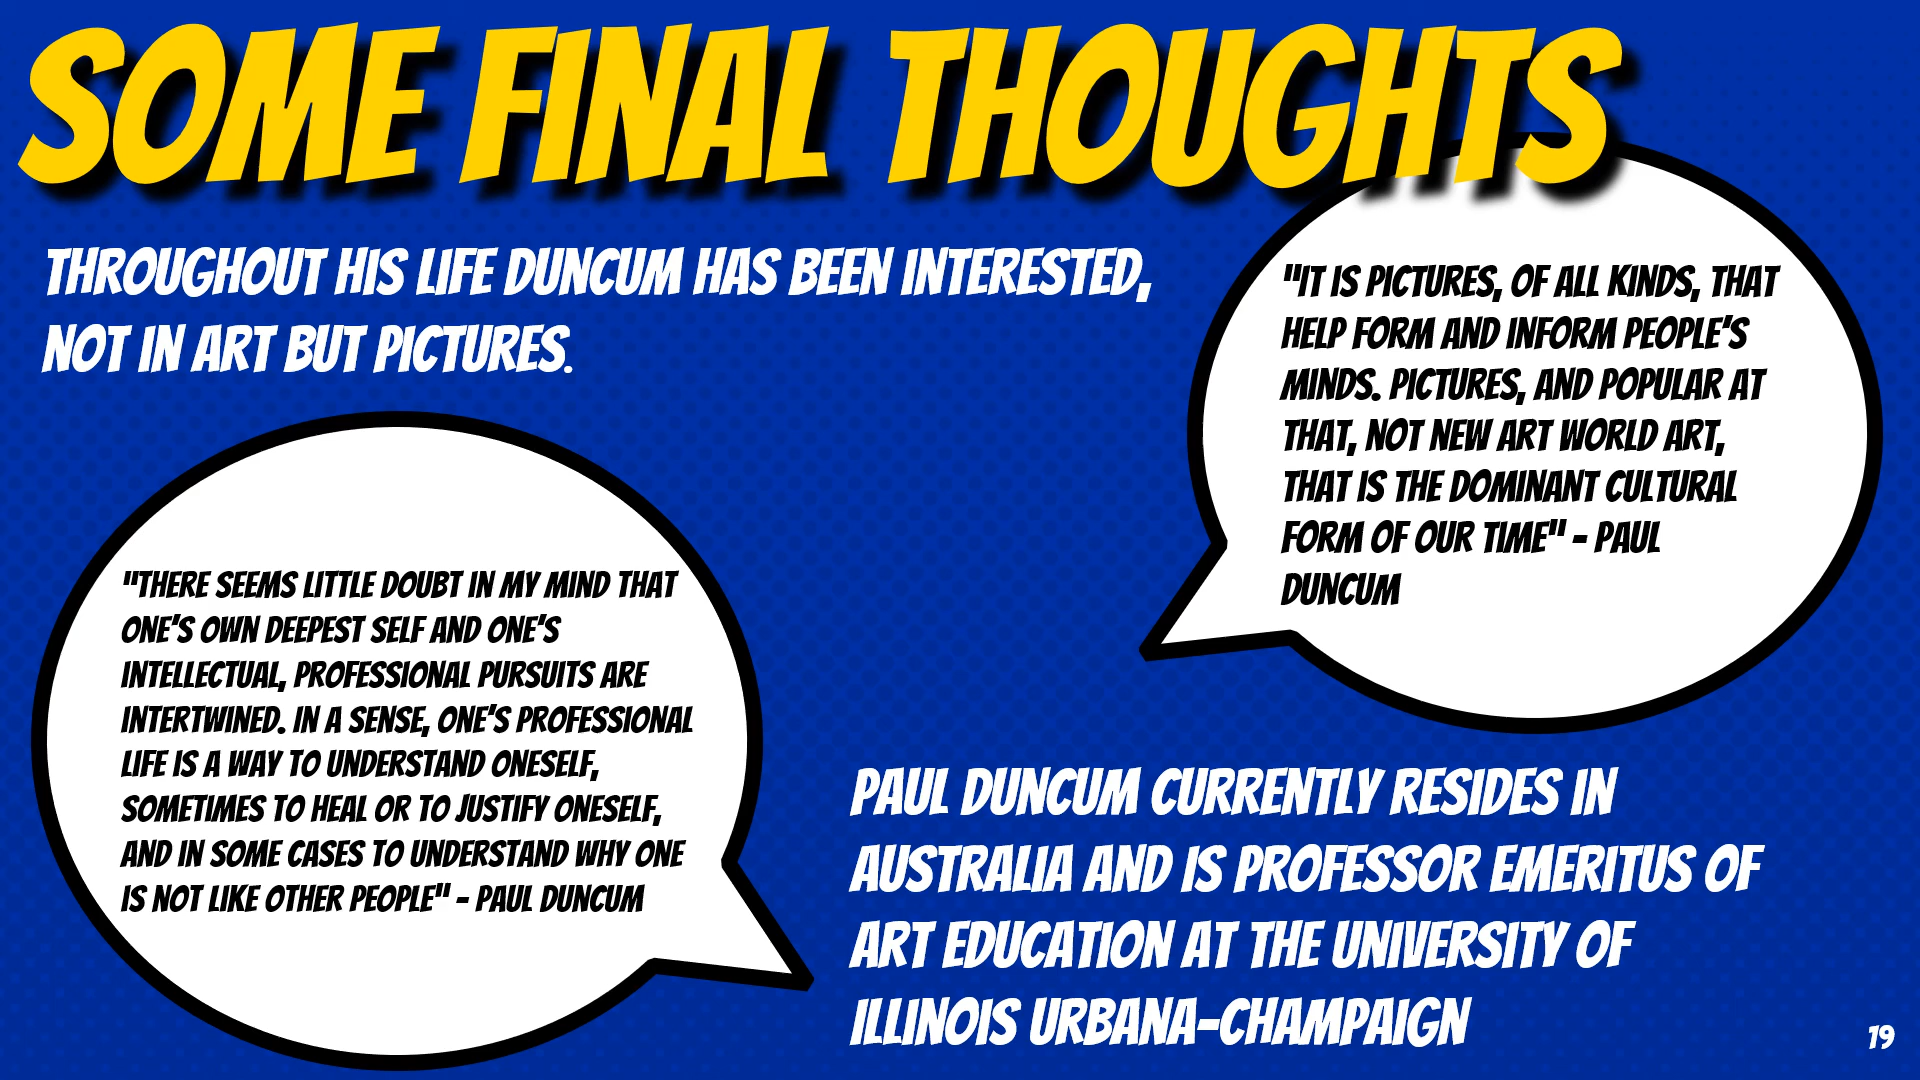 SOME FINAL THOUGHTS
THROUGHOUT HIS LIFE DUNCUM HAS BEEN INTERESTED,
NOT IN ART BUT PICTURES.
"IT IS PICTURES, OF ALL KINDS, THAT
HELP FORM AND INFORM PEOPLE'S
MINDS. PICTURES, AND POPULAR AT
THAT, NOT NEW ART WORLD ART,
THAT IS THE DOMINANT CULTURAL
FORM OF OUR TIME" - PAUL
DUNCUM
"THERE SEEMS LITTLE DOUBT IN MY MIND THAT
ONE'S OWN DEEPEST SELF AND ONE'S
INTELLECTUAL, PROFESSIONAL PURSUITS ARE
INTERTWINED. IN A SENSE, ONE'S PROFESSIONAL
LIFE IS A WAY TO UNDERSTAND ONESELF,
SOMETIMES TO HEAL OR TO JUSTIFY ONESELF,
AND IN SOME CASES TO UNDERSTAND WHY ONE
IS NOT LIKE OTHER PEOPLE" - PAUL DUNCUM
PAUL DUNCUM CURRENTLY RESIDES IN
AUSTRALIA AND IS PROFESSOR EMERITUS OF
ART EDUCATION AT THE UNIVERSITY OF
ILLINOIS URBANA-CHAMPAIGN
19